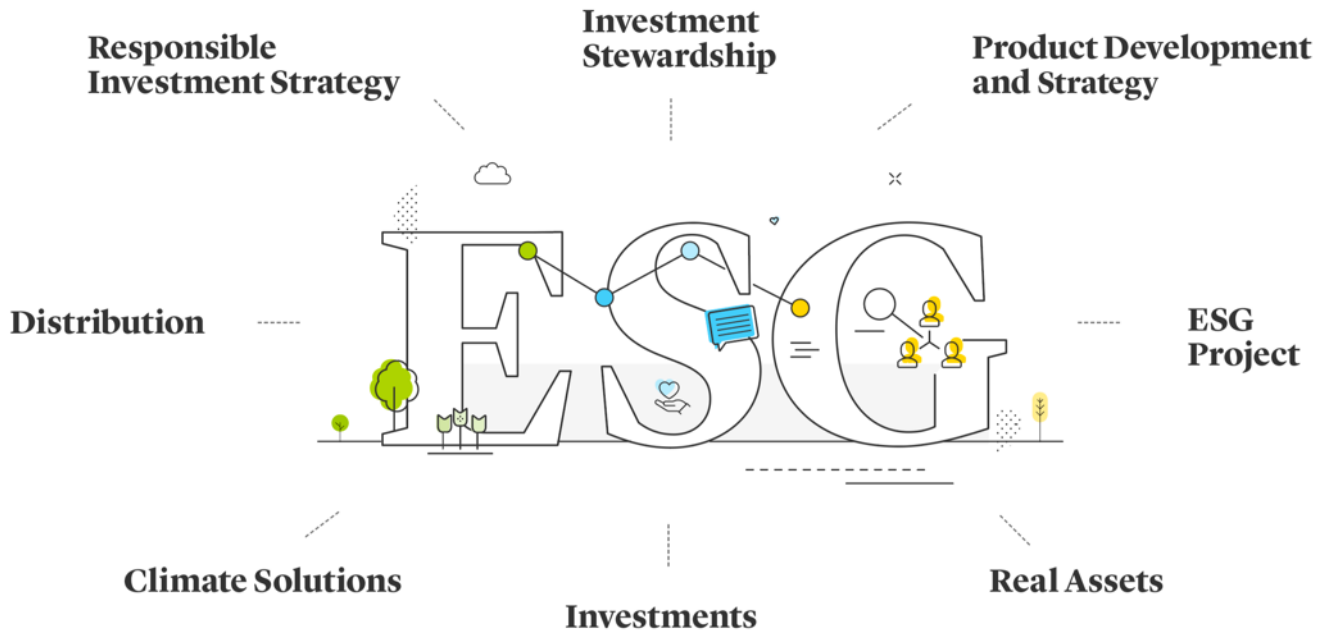 Responsible
Investment Strategy
Investment
Stewardship
Product Development
and Strategy
Distribution
ESG
ESG
Project
Climate Solutions
Investments
Real Assets